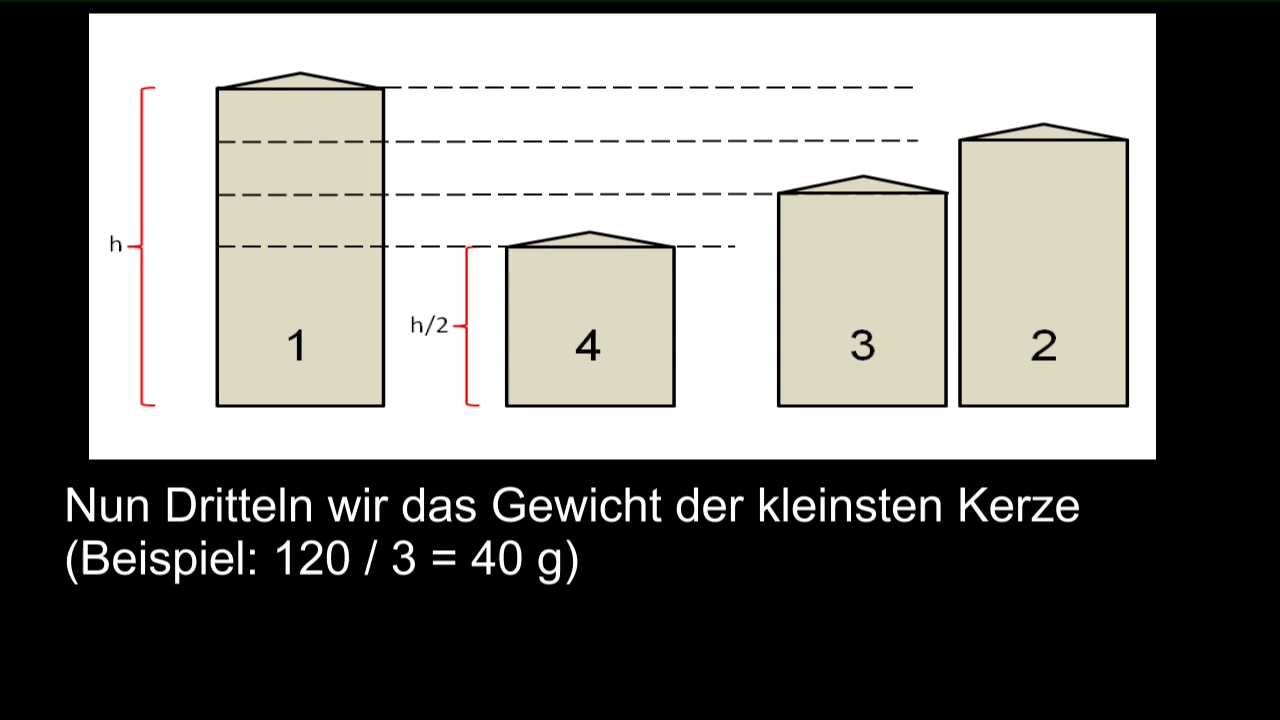 h
h/2
1
4
3
2
Nun Dritteln wir das Gewicht der kleinsten Kerze
(Beispiel: 120 / 3 = 40 g)